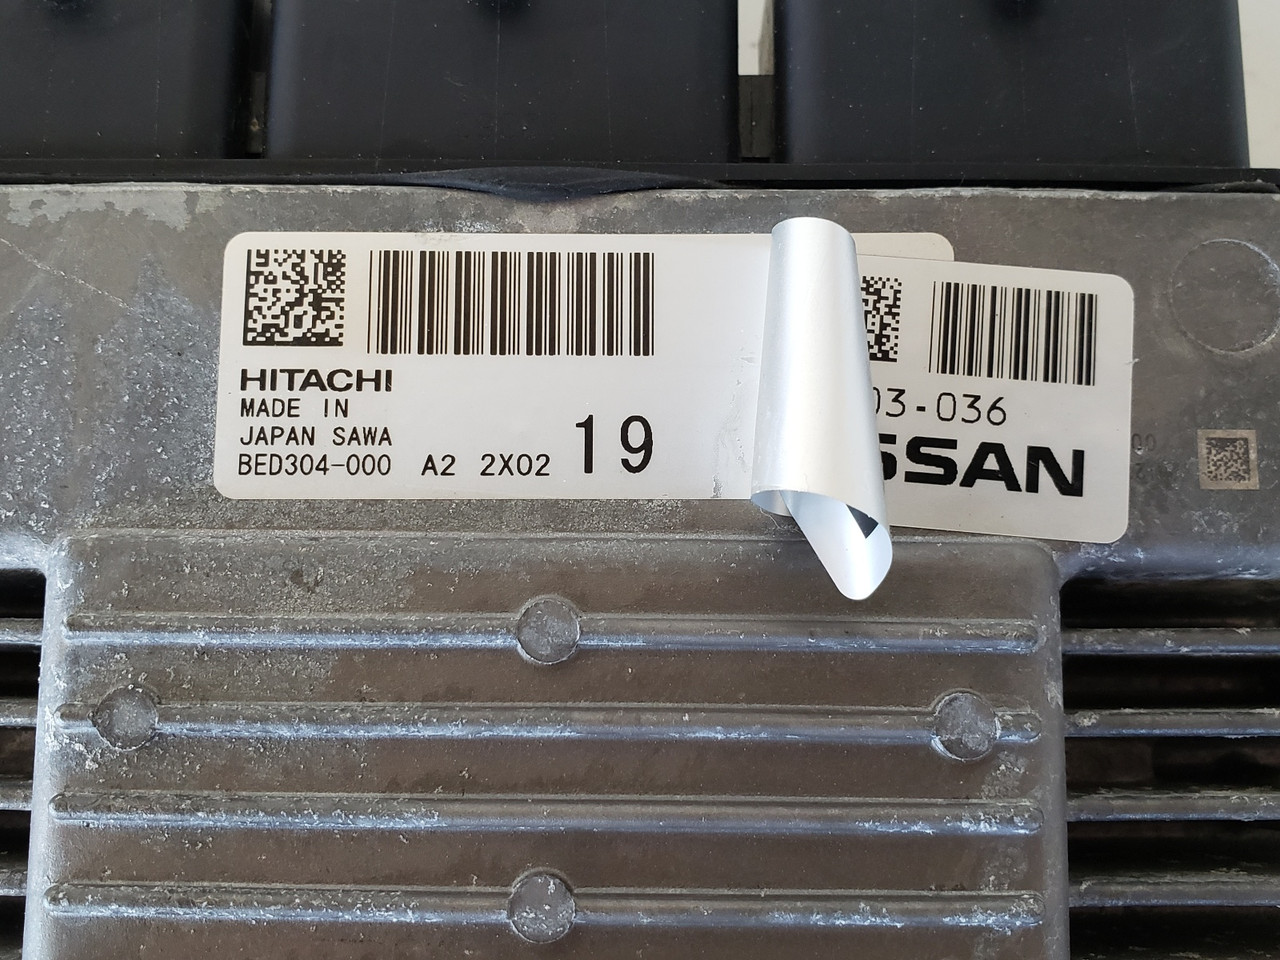 HITACHI
MADE IN
JAPAN SAWA
BED304-000 A2 2X02 19
03-036
SSAN